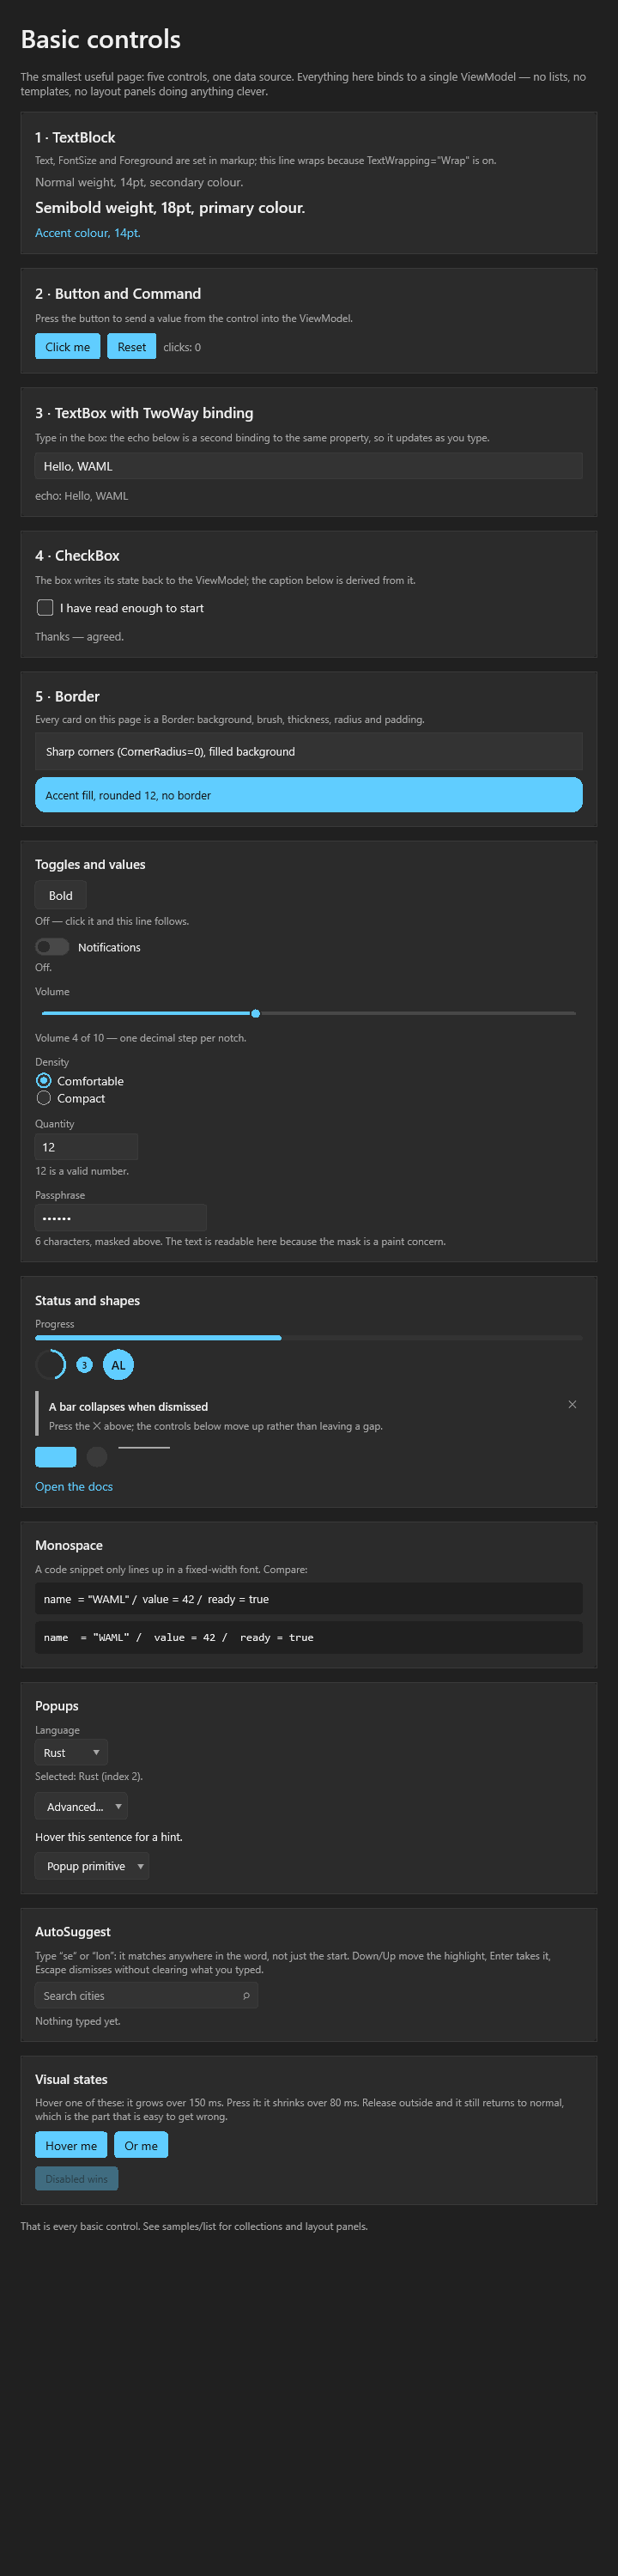 Basic controls
The smallest useful page: five controls, one data source. Everything here binds to a single ViewModel — no lists, no
templates, no layout panels doing anything clever.
1 · TextBlock
Text, FontSize and Foreground are set in markup; this line wraps because TextWrapping="Wrap" is on.
Normal weight, 14pt, secondary colour.
Semibold weight, 18pt, primary colour.
Accent colour, 14pt.
2 · Button and Command
Press the button to send a value from the control into the ViewModel.
Click me Reset clicks: 0
3 · TextBox with TwoWay binding
Type in the box: the echo below is a second binding to the same property, so it updates as you type.
Hello, WAML
echo: Hello, WAML
4 · CheckBox
The box writes its state back to the ViewModel; the caption below is derived from it.
I have read enough to start
Thanks — agreed.
5 · Border
Every card on this page is a Border: background, brush, thickness, radius and padding.
Sharp corners (CornerRadius=0), filled background
Accent fill, rounded 12, no border
Toggles and values
Bold
Off — click it and this line follows.
Notifications
Off.
Volume
Volume 4 of 10 — one decimal step per notch.
Density
Comfortable
Compact
Quantity
12
12 is a valid number.
Passphrase
••••••
6 characters, masked above. The text is readable here because the mask is a paint concern.
Status and shapes
Progress
3 AL
A bar collapses when dismissed
Press the ✕ above; the controls below move up rather than leaving a gap.
Open the docs
Monospace
A code snippet only lines up in a fixed-width font. Compare:
name  = "WAML" /  value = 42 /  ready = true
name  = "WAML" /  value = 42 /  ready = true
Popups
Language
Rust
Selected: Rust (index 2).
Advanced...
Hover this sentence for a hint.
Popup primitive
AutoSuggest
Type “se” or “lon”: it matches anywhere in the word, not just the start. Down/Up move the highlight, Enter takes it,
Escape dismisses without clearing what you typed.
Search cities
Nothing typed yet.
Visual states
Hover one of these: it grows over 150 ms. Press it: it shrinks over 80 ms. Release outside and it still returns to normal,
which is the part that is easy to get wrong.
Hover me Or me
Disabled wins
That is every basic control. See samples/list for collections and layout panels.